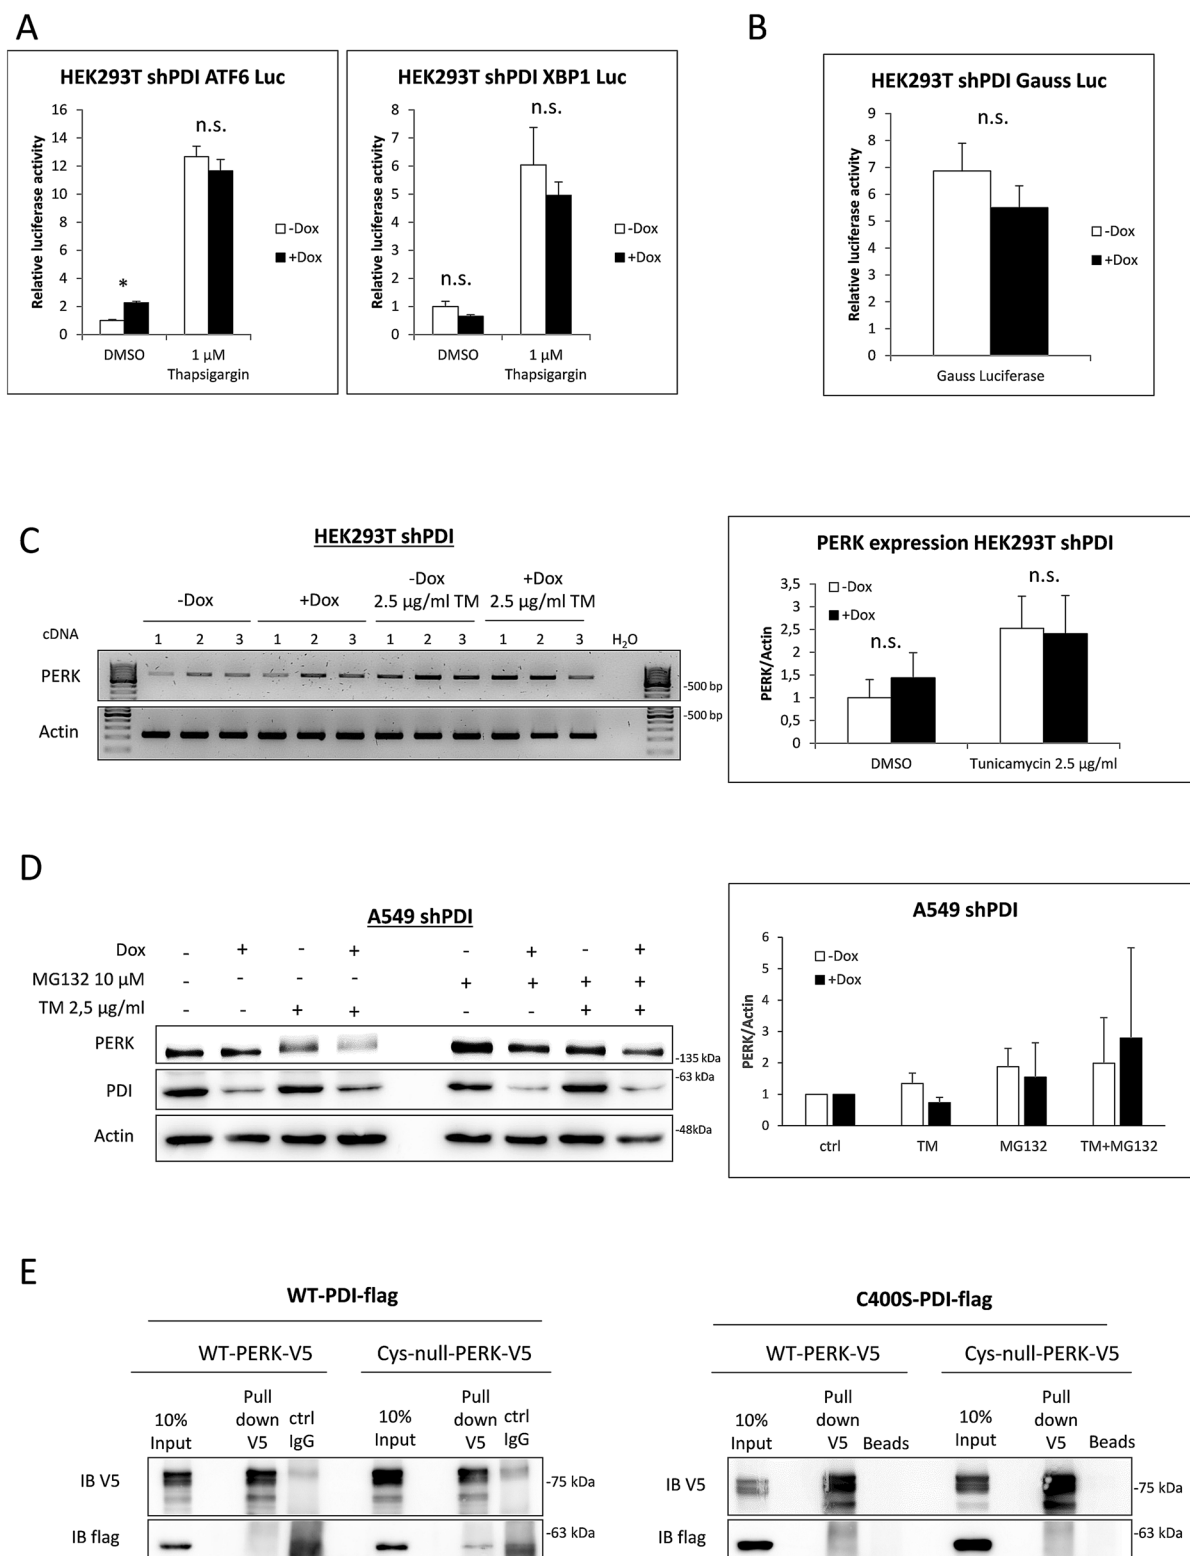 A
HEK293T shPDI ATF6 Luc
Relative luciferase activity
16
14
12
10
8
6
4
2
0
n.s.
*
-Dox
+Dox
DMSO
1 µM
Thapsigargin
HEK293T shPDI XBP1 Luc
Relative luciferase activity
8
7
6
5
4
3
2
1
0
n.s.
n.s.
-Dox
+Dox
DMSO
1 µM
Thapsigargin
B
HEK293T shPDI Gauss Luc
Relative luciferase activity
9
8
7
6
5
4
3
2
1
0
n.s.
-Dox
+Dox
Gauss Luciferase
C
HEK293T shPDI
-Dox +Dox
-Dox
2.5 µg/ml TM
+Dox
2.5 µg/ml TM
cDNA 1 2 3 1 2 3 1 2 3 1 2 3 H2O
PERK
-500 bp
-500 bp
Actin
PERK expression HEK293T shPDI
PERK/Actin
3,5
3
2,5
2
1,5
1
0,5
0
-Dox
+Dox
n.s.
n.s.
DMSO
Tunicamycin 2.5 µg/ml
D
A549 shPDI
Dox - + - + - + - +
MG132 10 µM - - - - + + + +
TM 2,5 µg/ml - - + + - - + +
PERK
-135 kDa
-63 kDa
PDI
Actin
-48kDa
A549 shPDI
PERK/Actin
6
5
4
3
2
1
0
-Dox
+Dox
ctrl TM MG132 TM+MG132
E
WT-PDI-flag
WT-PERK-V5 Cys-null-PERK-V5
10%
Input
Pull
down
V5
ctrl
IgG
10%
Input
Pull
down
V5
ctrl
IgG
IB V5
-75 kDa
-63 kDa
IB flag
C400S-PDI-flag
WT-PERK-V5 Cys-null-PERK-V5
10%
Input
Pull
down
V5
Beads
10%
Input
Pull
down
V5
Beads
IB V5
-75 kDa
-63 kDa
IB flag